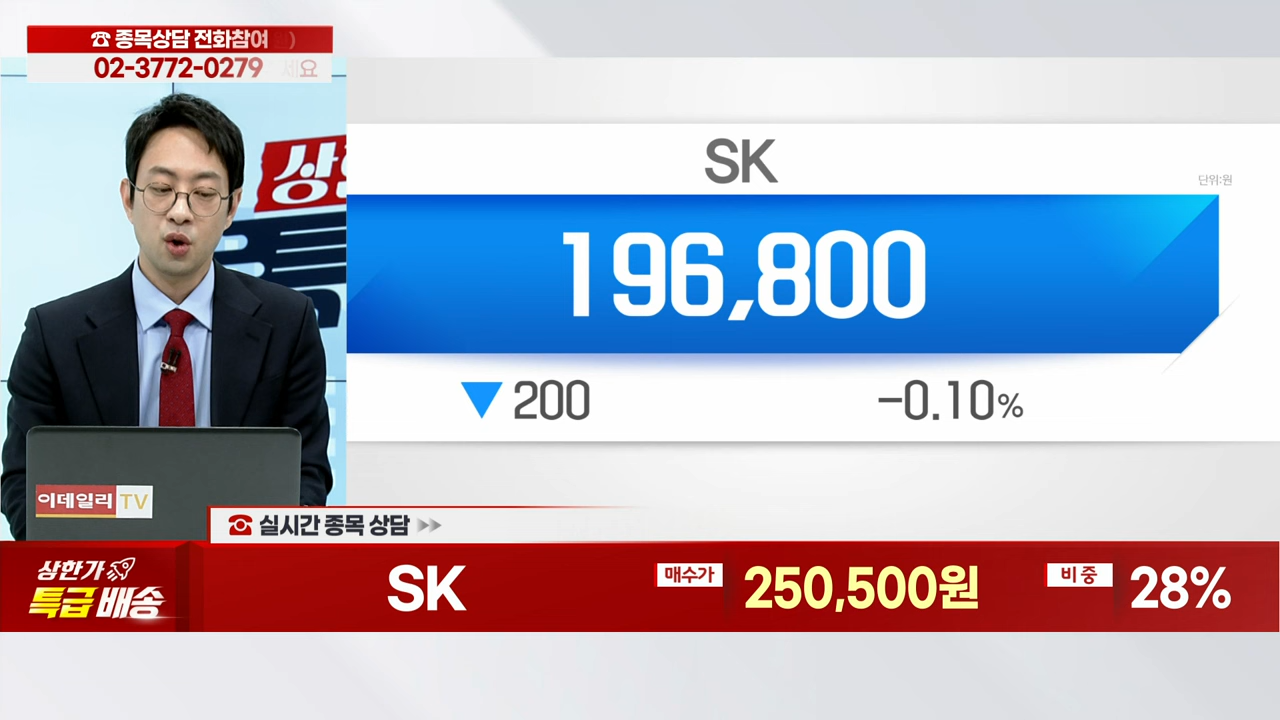 ☎ 종목상담 전화참여
02-3772-0279
요
SK
단위:원
196,800
▼ 200 -0.10%
이데일리 TV
☎ 실시간 종목 상담
상한가
특급 배송
SK 매수가 250,500원 비중 28%